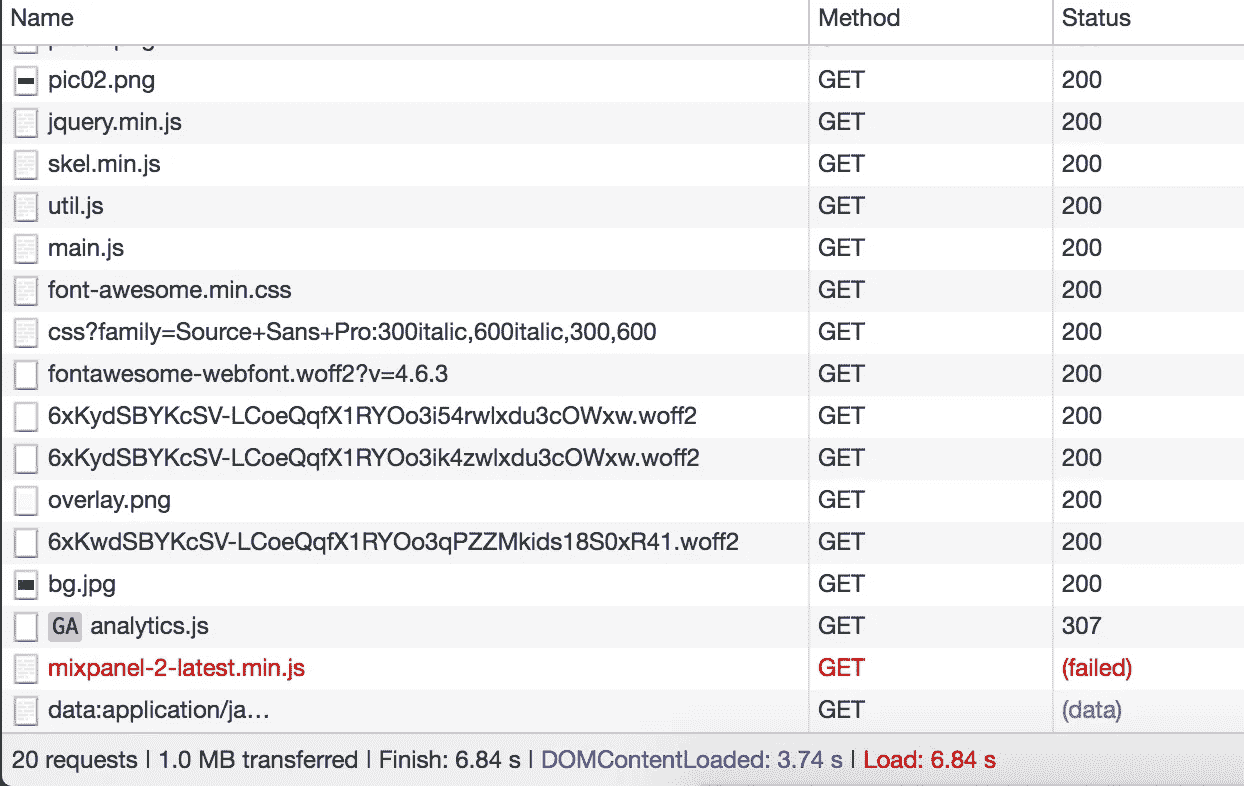 Name Method Status
pic02.png GET 200
jquery.min.js GET 200
skel.min.js GET 200
util.js GET 200
main.js GET 200
font-awesome.min.css GET 200
css?family=Source+Sans+Pro:300italic,600italic,300,600 GET 200
fontawesome-webfont.woff2?v=4.6.3 GET 200
6xKydSBYKcSV-LCoeQqfX1RYOo3i54rwlxdu3cOWxw.woff2 GET 200
6xKydSBYKcSV-LCoeQqfX1RYOo3ik4zwlxdu3cOWxw.woff2 GET 200
overlay.png GET 200
6xKwdSBYKcSV-LCoeQqfX1RYOo3qPZZMkids18S0xR41.woff2 GET 200
bg.jpg GET 200
GA analytics.js GET 307
mixpanel-2-latest.min.js GET (failed)
data:application/ja… GET (data)
20 requests | 1.0 MB transferred | Finish: 6.84 s | DOMContentLoaded: 3.74 s | Load: 6.84 s